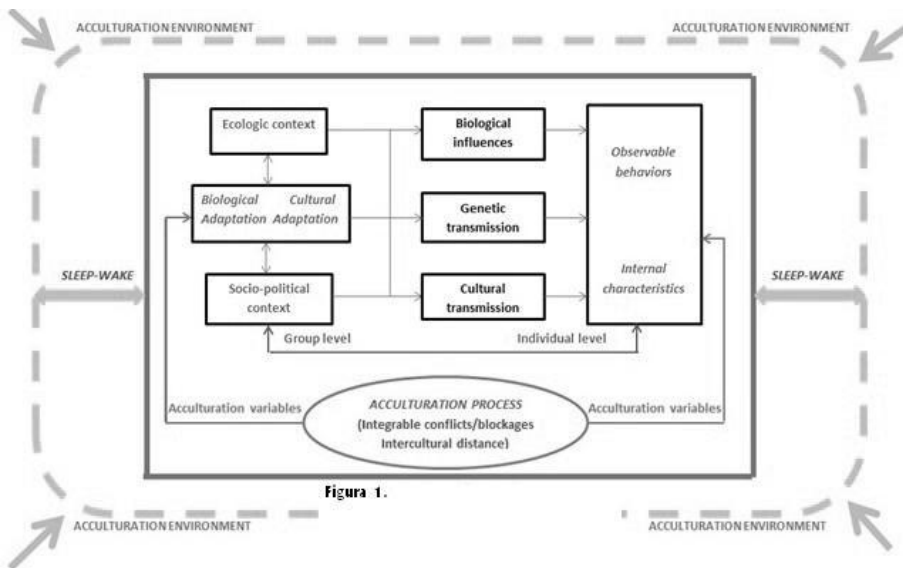 ACCULTURATION ENVIRONMENT
ACCULTURATION ENVIRONMENT
Ecologic context
Biological
influences
Observable
behaviors
Biological Cultural
Adaptation Adaptation
Genetic
transmission
SLEEP-WAKE
SLEEP-WAKE
Internal
characteristics
Socio-political
context
Cultural
transmission
Group level
Individual level
Acculturation variables
ACCULTURATION PROCESS
(Integrable conflicts/blockages
Intercultural distance)
Acculturation variables
Figura 1.
ACCULTURATION ENVIRONMENT
ACCULTURATION ENVIRONMENT